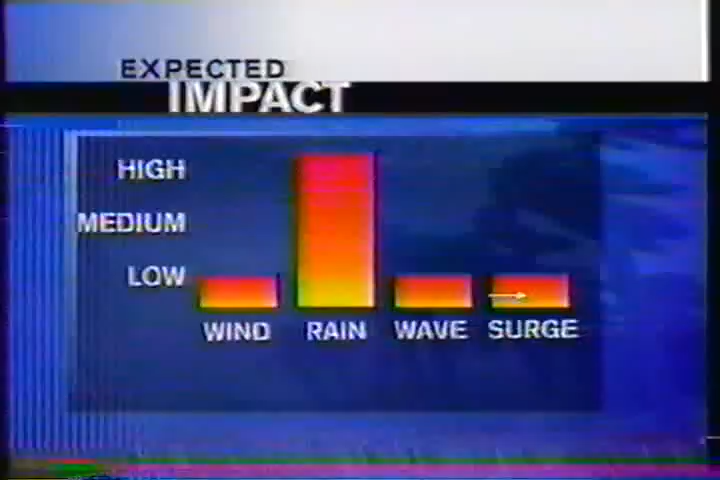 EXPECTED
IMPACT
HIGH
MEDIUM
LOW
WIND RAIN WAVE SURGE